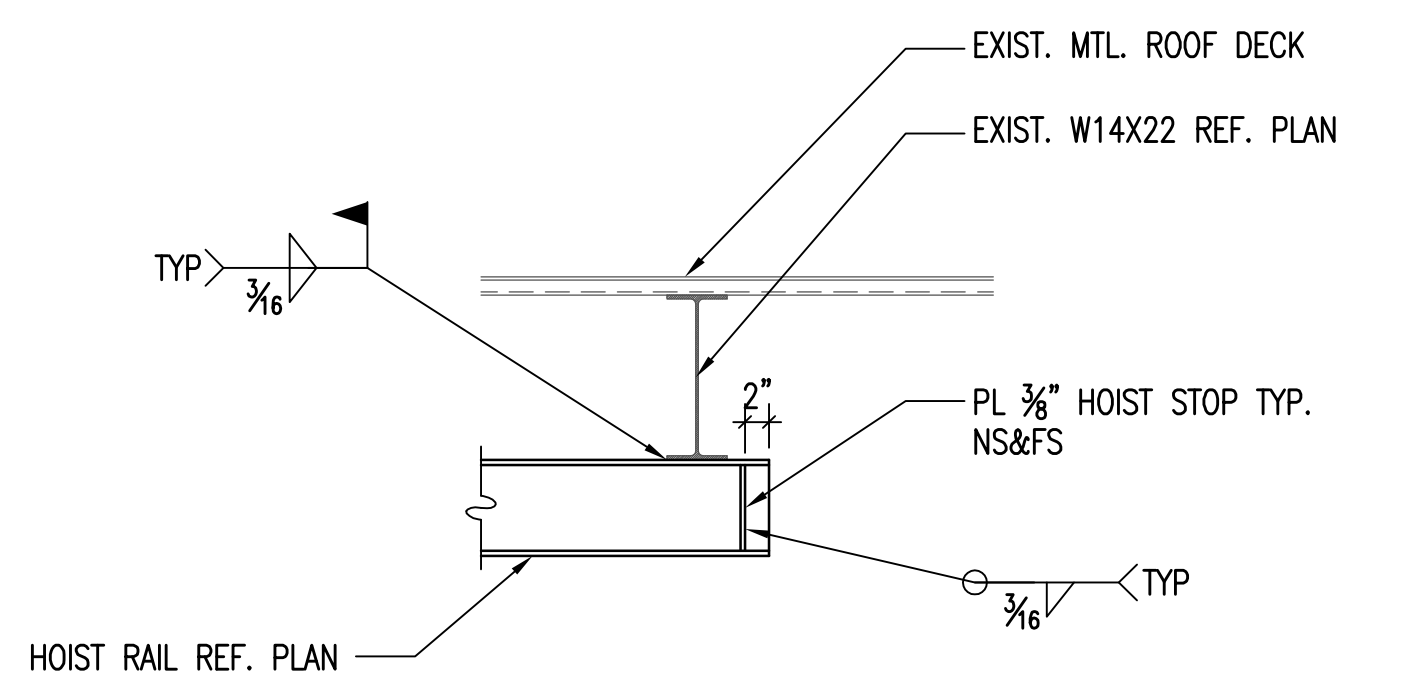 EXIST. MTL. ROOF DECK
EXIST. W14X22 REF. PLAN
TYP
3/16
2"
PL 3/8" HOIST STOP TYP.
NS&FS
TYP
3/16
HOIST RAIL REF. PLAN